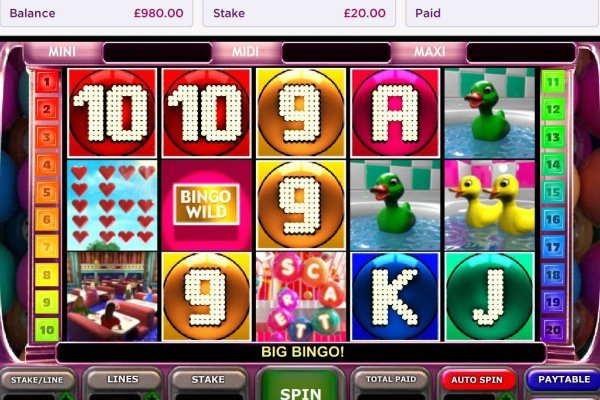 Balance £980.00 Stake £20.00 Paid
MINI MIDI MAXI
1 10 10 9 A 11
2 12
3 13
4 14
5 BINGO 9 15
WILD
6 16
7 17
8 9 SCATTER K J 18
9 19
10 20
BIG BINGO!
STAKE/LINE LINES STAKE SPIN TOTAL PAID AUTO SPIN PAYTABLE